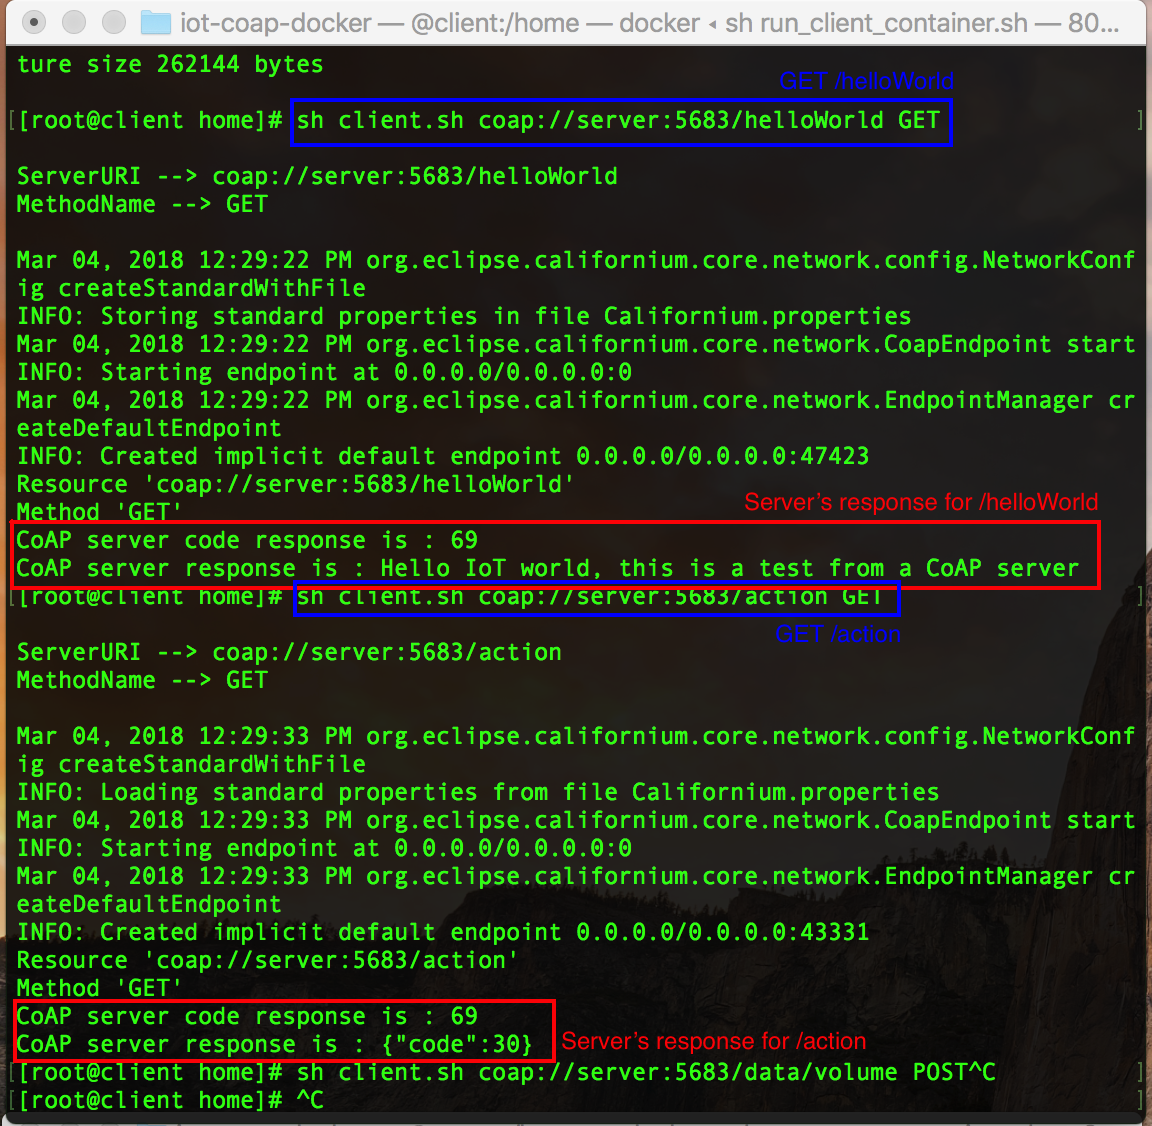 iot-coap-docker — @client:/home — docker ◂ sh run_client_container.sh — 80...
ture size 262144 bytes
GET /helloWorld
[[root@client home]# sh client.sh coap://server:5683/helloWorld GET ]
ServerURI --> coap://server:5683/helloWorld
MethodName --> GET
Mar 04, 2018 12:29:22 PM org.eclipse.californium.core.network.config.NetworkConf
ig createStandardWithFile
INFO: Storing standard properties in file Californium.properties
Mar 04, 2018 12:29:22 PM org.eclipse.californium.core.network.CoapEndpoint start
INFO: Starting endpoint at 0.0.0.0/0.0.0.0:0
Mar 04, 2018 12:29:22 PM org.eclipse.californium.core.network.EndpointManager cr
eateDefaultEndpoint
INFO: Created implicit default endpoint 0.0.0.0/0.0.0.0:47423
Resource 'coap://server:5683/helloWorld'
Server's response for /helloWorld
Method 'GET'
CoAP server code response is : 69
CoAP server response is : Hello IoT world, this is a test from a CoAP server
[[root@client home]# sh client.sh coap://server:5683/action GET ]
GET /action
ServerURI --> coap://server:5683/action
MethodName --> GET
Mar 04, 2018 12:29:33 PM org.eclipse.californium.core.network.config.NetworkConf
ig createStandardWithFile
INFO: Loading standard properties from file Californium.properties
Mar 04, 2018 12:29:33 PM org.eclipse.californium.core.network.CoapEndpoint start
INFO: Starting endpoint at 0.0.0.0/0.0.0.0:0
Mar 04, 2018 12:29:33 PM org.eclipse.californium.core.network.EndpointManager cr
eateDefaultEndpoint
INFO: Created implicit default endpoint 0.0.0.0/0.0.0.0:43331
Resource 'coap://server:5683/action'
Method 'GET'
CoAP server code response is : 69
CoAP server response is : {"code":30}
Server's response for /action
[[root@client home]# sh client.sh coap://server:5683/data/volume POST^C ]
[[root@client home]# ^C ]